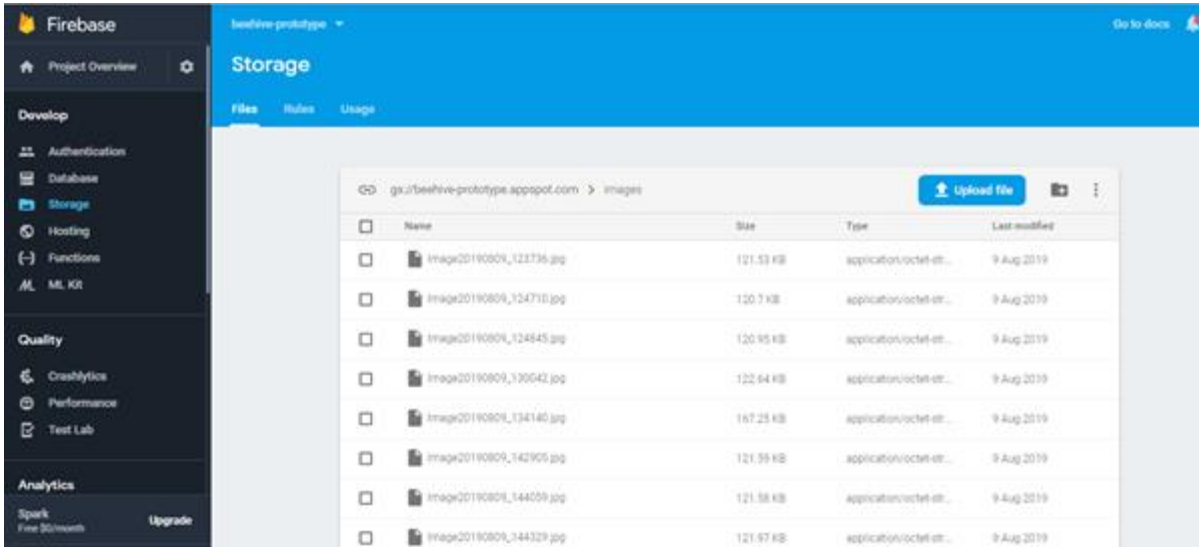 Firebase
Project Overview
Develop
Authentication
Database
Storage
Hosting
Functions
ML Kit
Quality
Crashlytics
Performance
Test Lab
Analytics
Spark
Free $0/month
Upgrade
beehive-prototype
Go to docs
Storage
Files Rules Usage
gs://beehive-prototype.appspot.com > images
Upload file
Name Size Type Last modified
Image20190809_123736.jpg 121.53 KB application/octet-str... 9 Aug 2019
Image20190809_124710.jpg 120.7 KB application/octet-str... 9 Aug 2019
Image20190809_124845.jpg 120.95 KB application/octet-str... 9 Aug 2019
Image20190809_130042.jpg 122.64 KB application/octet-str... 9 Aug 2019
Image20190809_134140.jpg 167.25 KB application/octet-str... 9 Aug 2019
Image20190809_142905.jpg 121.59 KB application/octet-str... 9 Aug 2019
Image20190809_144059.jpg 121.58 KB application/octet-str... 9 Aug 2019
Image20190809_144329.jpg 121.97 KB application/octet-str... 9 Aug 2019